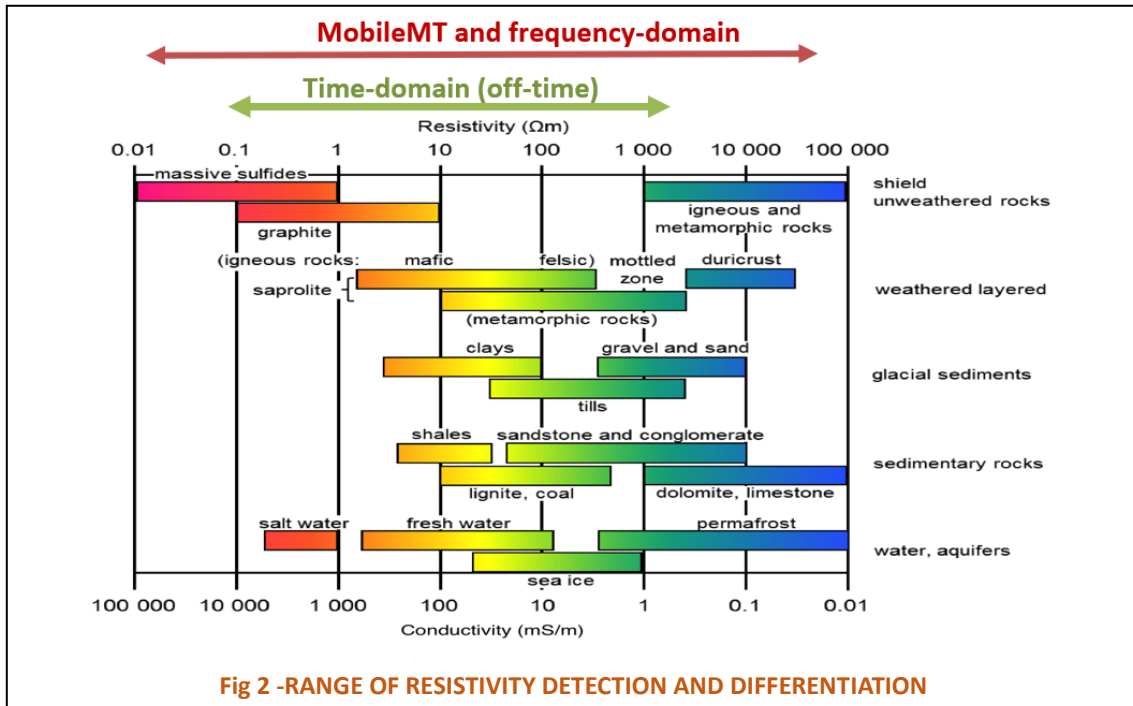 MobileMT and frequency-domain
Time-domain (off-time)
Resistivity (Ωm)
0.01 0.1 1 10 100 1 000 10 000 100 000
massive sulfides
shield
unweathered rocks
igneous and
metamorphic rocks
graphite
(igneous rocks: mafic felsic) mottled
zone
duricrust
saprolite
weathered layered
(metamorphic rocks)
clays gravel and sand
glacial sediments
tills
shales sandstone and conglomerate
sedimentary rocks
lignite, coal dolomite, limestone
salt water fresh water permafrost
water, aquifers
sea ice
100 000 10 000 1 000 100 10 1 0.1 0.01
Conductivity (mS/m)
Fig 2 -RANGE OF RESISTIVITY DETECTION AND DIFFERENTIATION